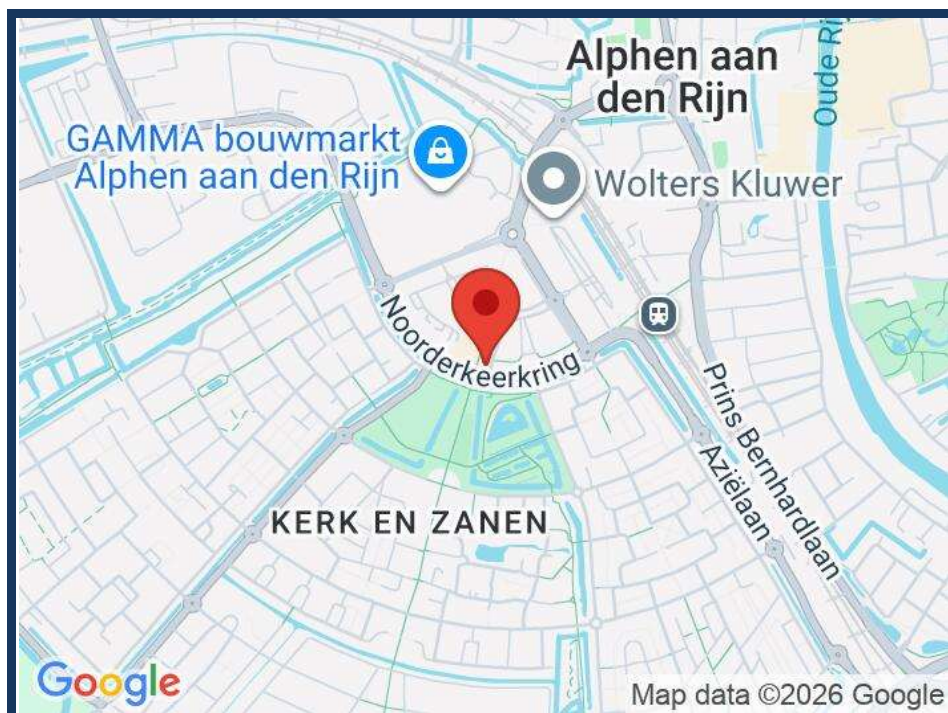 Alphen aan
den Rijn
Oude Ri
GAMMA bouwmarkt
Alphen aan den Rijn
Wolters Kluwer
Noorderkeerkring
Prins Bernhardlaan
Aziëlaan
KERK EN ZANEN
Google
Map data ©2026 Google